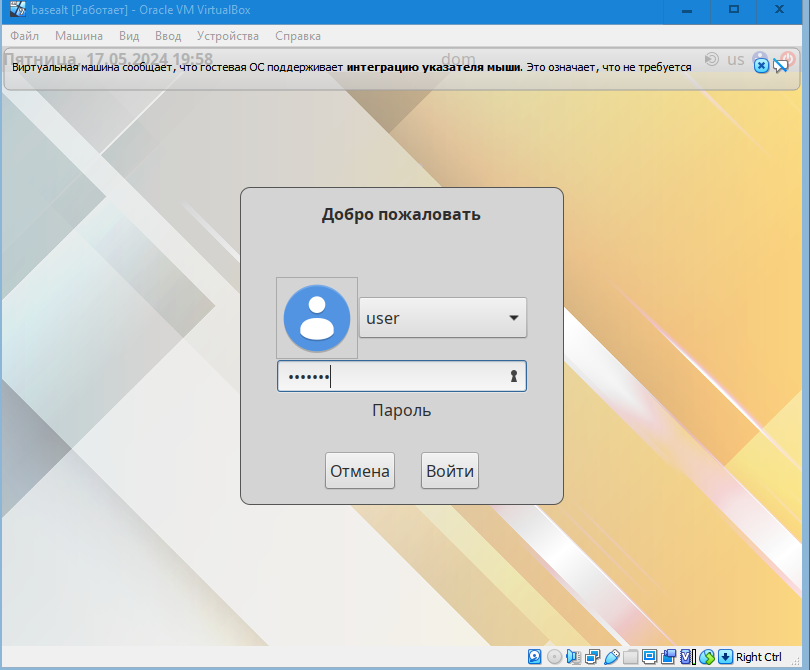 basealt [Работает] - Oracle VM VirtualBox
Файл Машина Вид Ввод Устройства Справка
Пятница, 17.05.2024 19:58 dom us
Виртуальная машина сообщает, что гостевая ОС поддерживает интеграцию указателя мыши. Это означает, что не требуется
Добро пожаловать
user
•••••••
Пароль
Отмена Войти
Right Ctrl